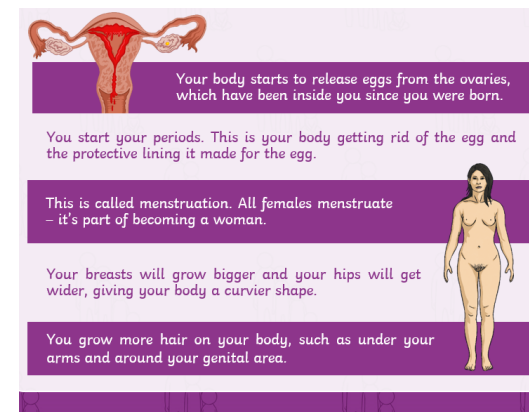 Your body starts to release eggs from the ovaries,
which have been inside you since you were born.
You start your periods. This is your body getting rid of the egg and
the protective lining it made for the egg.
This is called menstruation. All females menstruate
– it's part of becoming a woman.
Your breasts will grow bigger and your hips will get
wider, giving your body a curvier shape.
You grow more hair on your body, such as under your
arms and around your genital area.